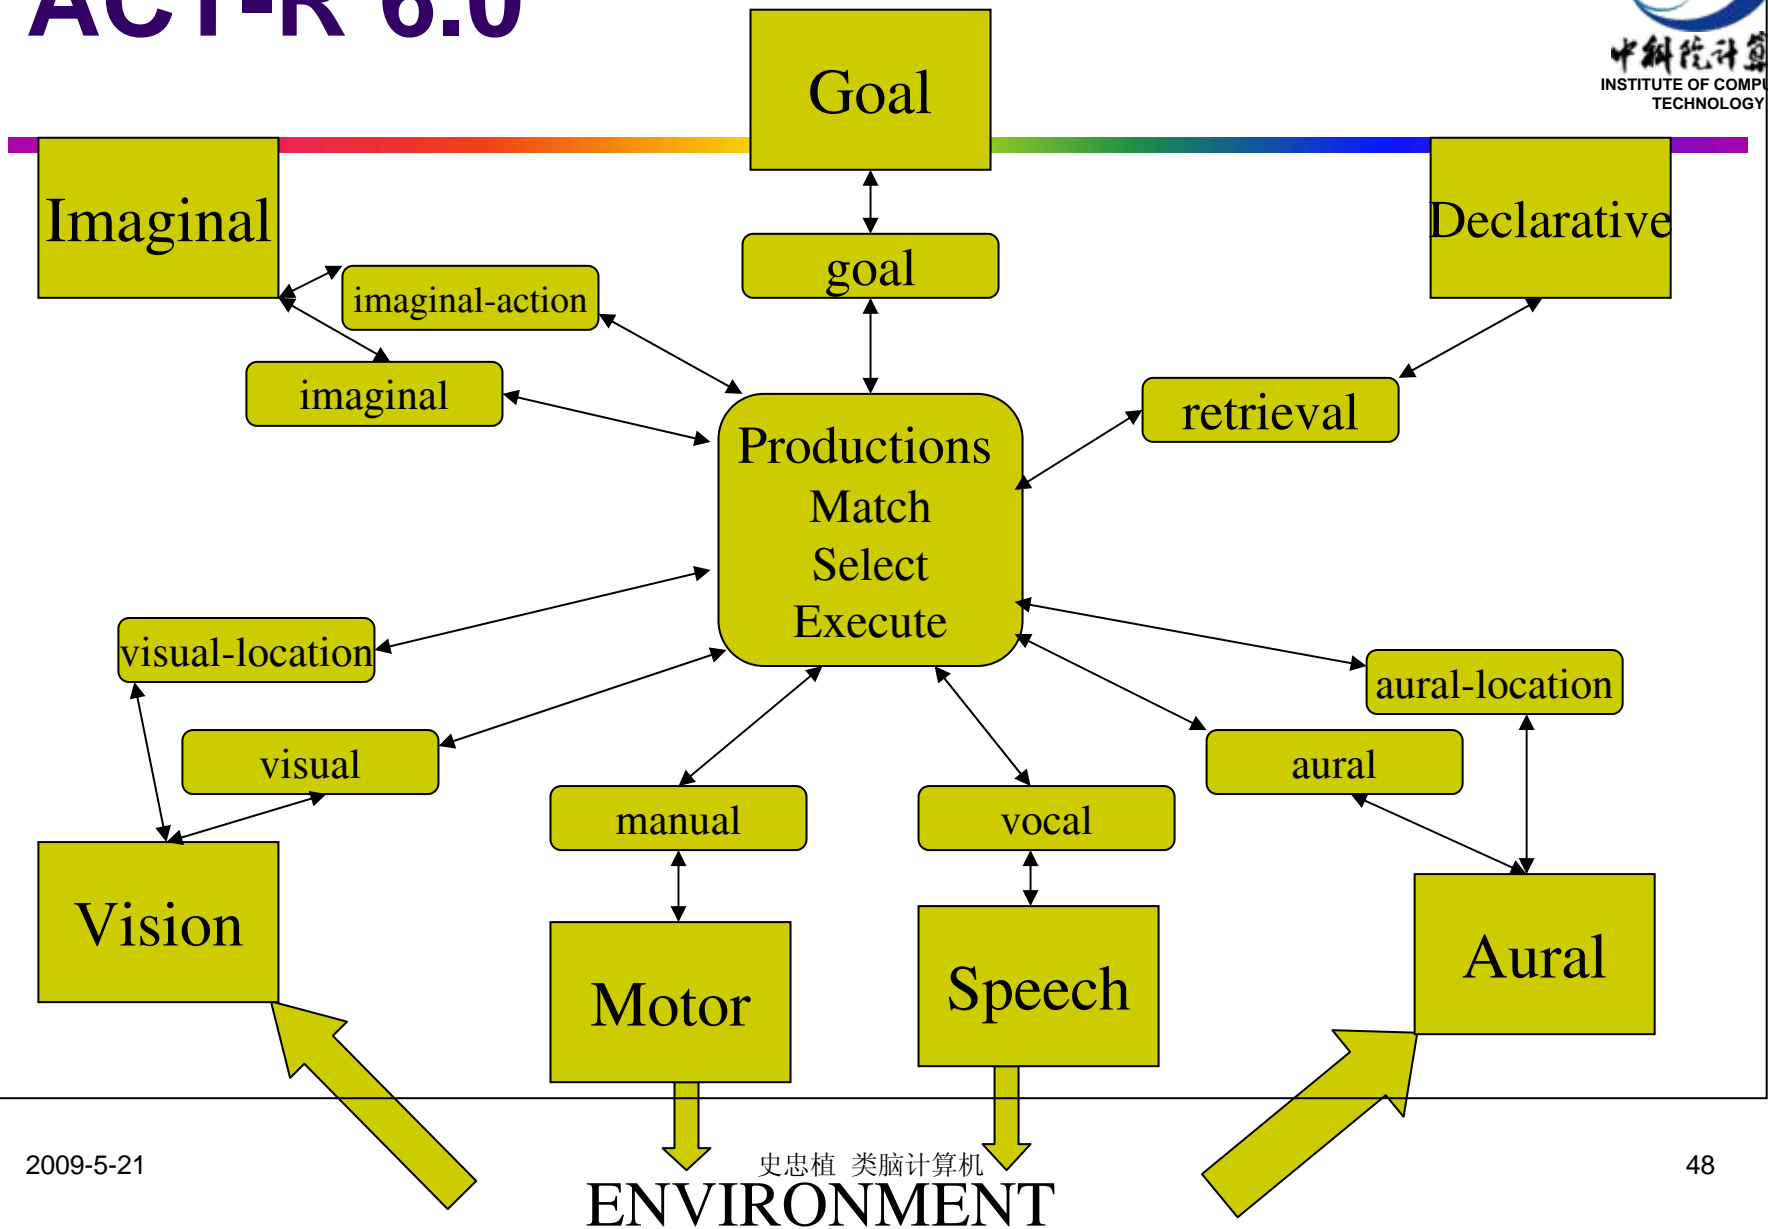 ACT-R 6.0
中科院计算
INSTITUTE OF COMPU
TECHNOLOGY
Goal
Imaginal
Declarative
goal
imaginal-action
imaginal
retrieval
Productions
Match
Select
Execute
visual-location
aural-location
visual
aural
manual
vocal
Vision
Motor
Speech
Aural
2009-5-21
史忠植 类脑计算机
48
ENVIRONMENT